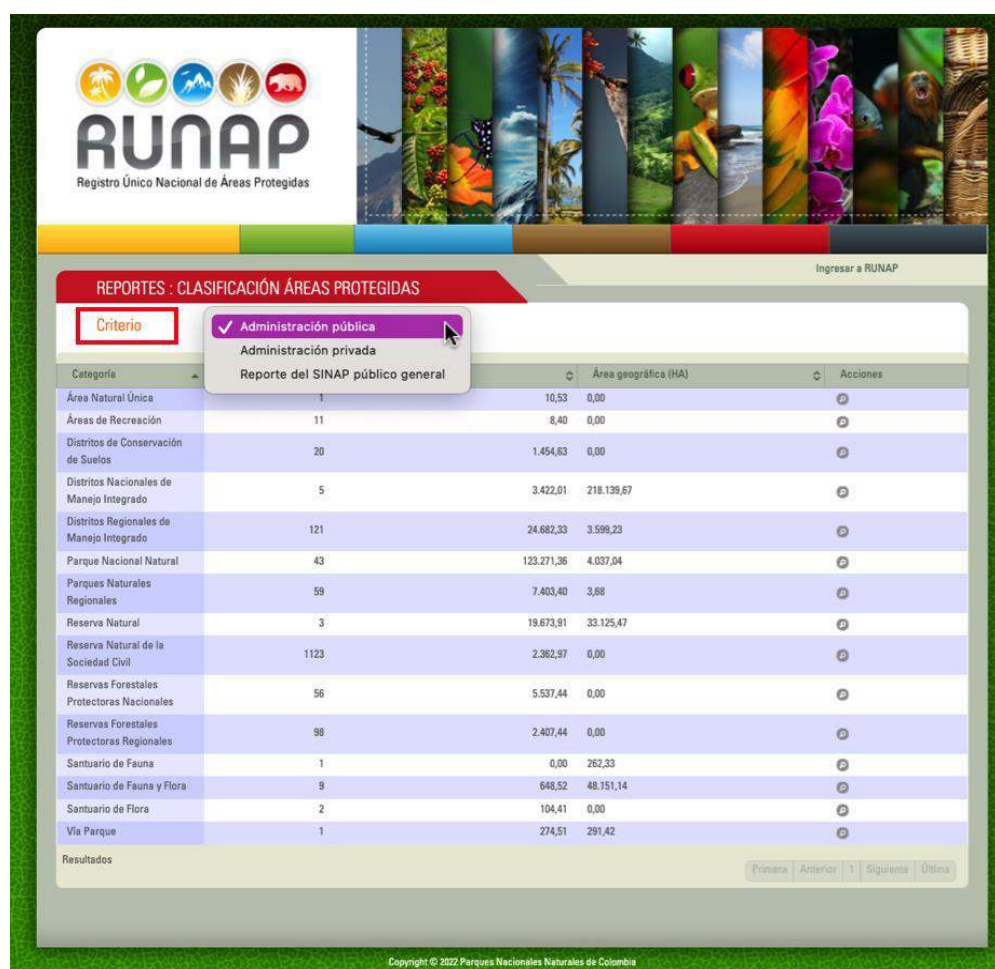 RUNAP
Registro Único Nacional de Áreas Protegidas
Ingresar a RUNAP
REPORTES : CLASIFICACIÓN ÁREAS PROTEGIDAS
Criterio
✓ Administración pública
Administración privada
Reporte del SINAP público general
Categoría Área geográfica (HA) Acciones
Área Natural Única 1 10,53 0,00
Áreas de Recreación 11 8,40 0,00
Distritos de Conservación
de Suelos 20 1.454,63 0,00
Distritos Nacionales de
Manejo Integrado 5 3.422,01 218.139,67
Distritos Regionales de
Manejo Integrado 121 24.682,33 3.599,23
Parque Nacional Natural 43 123.271,36 4.037,04
Parques Naturales
Regionales 59 7.403,40 3,68
Reserva Natural 3 19.673,91 33.125,47
Reserva Natural de la
Sociedad Civil 1123 2.362,97 0,00
Reservas Forestales
Protectoras Nacionales 56 5.537,44 0,00
Reservas Forestales
Protectoras Regionales 98 2.407,44 0,00
Santuario de Fauna 1 0,00 262,33
Santuario de Fauna y Flora 9 648,52 48.151,14
Santuario de Flora 2 104,41 0,00
Vía Parque 1 274,51 291,42
Resultados
Primera Anterior 1 Siguiente Última
Copyright © 2022 Parques Nacionales Naturales de Colombia